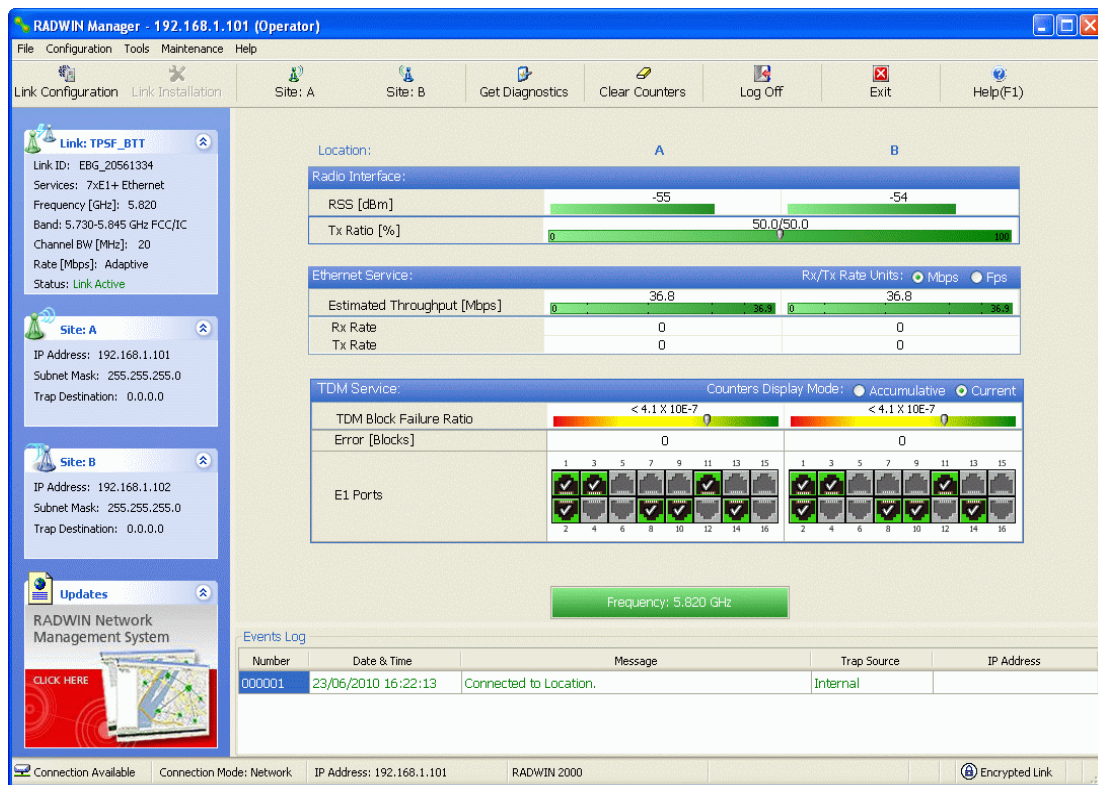 RADWIN Manager - 192.168.1.101 (Operator)
File Configuration Tools Maintenance Help
Link Configuration Link Installation Site: A Site: B Get Diagnostics Clear Counters Log Off Exit Help(F1)
Link: TPSF_BTT
Link ID: EBG_20561334
Services: 7xE1+ Ethernet
Frequency [GHz]: 5.820
Band: 5.730-5.845 GHz FCC/IC
Channel BW [MHz]: 20
Rate [Mbps]: Adaptive
Status: Link Active
Site: A
IP Address: 192.168.1.101
Subnet Mask: 255.255.255.0
Trap Destination: 0.0.0.0
Site: B
IP Address: 192.168.1.102
Subnet Mask: 255.255.255.0
Trap Destination: 0.0.0.0
Updates
RADWIN Network
Management System
CLICK HERE
Location: A B
Radio Interface:
RSS [dBm] -55 -54
Tx Ratio [%] 50.0/50.0
0 100
Ethernet Service: Rx/Tx Rate Units: Mbps Fps
Estimated Throughput [Mbps] 36.8 36.8
0 36.9 0 36.9
Rx Rate 0 0
Tx Rate 0 0
TDM Service: Counters Display Mode: Accumulative Current
TDM Block Failure Ratio < 4.1 X 10E-7 < 4.1 X 10E-7
Error [Blocks] 0 0
1 3 5 7 9 11 13 15 1 3 5 7 9 11 13 15
E1 Ports
2 4 6 8 10 12 14 16 2 4 6 8 10 12 14 16
Frequency: 5.820 GHz
Events Log
Number Date & Time Message Trap Source IP Address
000001 23/06/2010 16:22:13 Connected to Location. Internal
Connection Available Connection Mode: Network IP Address: 192.168.1.101 RADWIN 2000 Encrypted Link